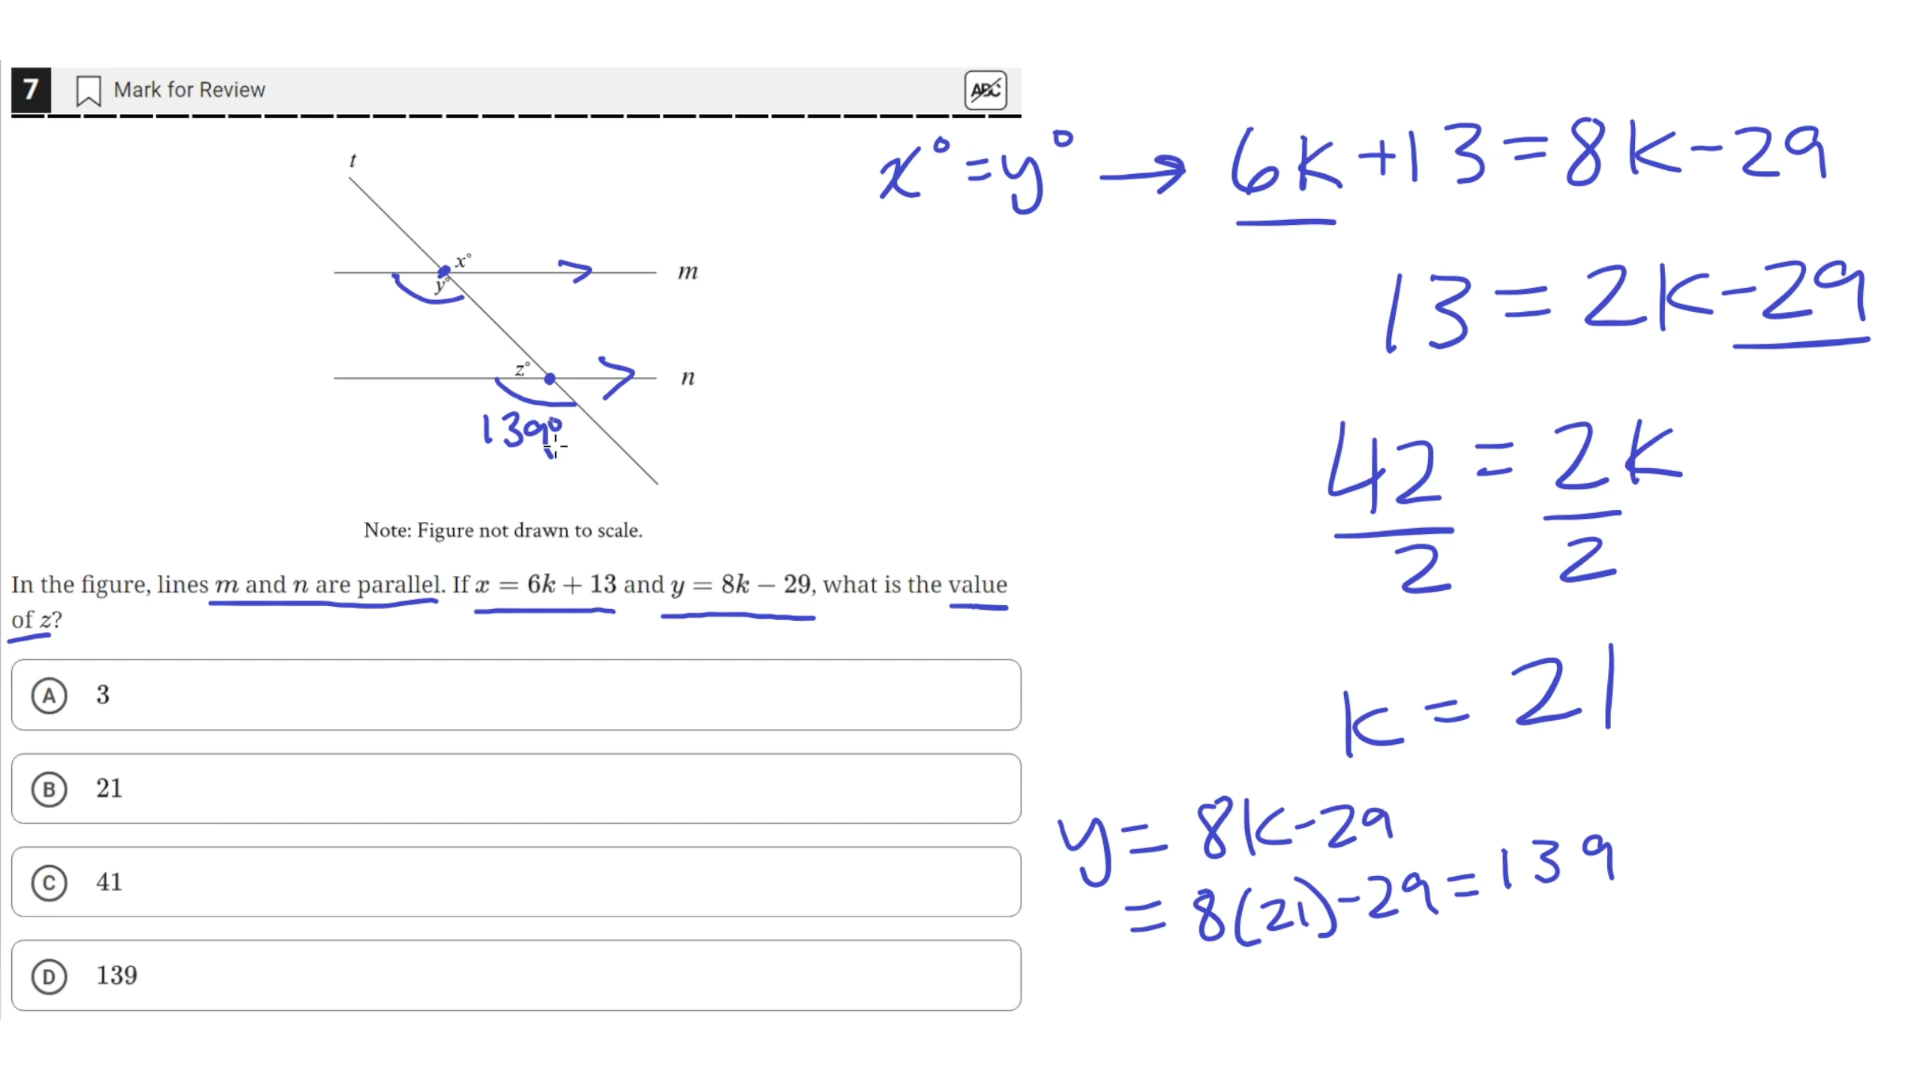 7 Mark for Review ABC
t
x°
m
y°
z°
n
139°
Note: Figure not drawn to scale.
In the figure, lines m and n are parallel. If x = 6k + 13 and y = 8k − 29, what is the value
of z?
A 3
B 21
C 41
D 139
x° = y° → 6k + 13 = 8k − 29
13 = 2k − 29
42 = 2k
2 2
k = 21
y = 8k − 29
= 8(21) − 29 = 139